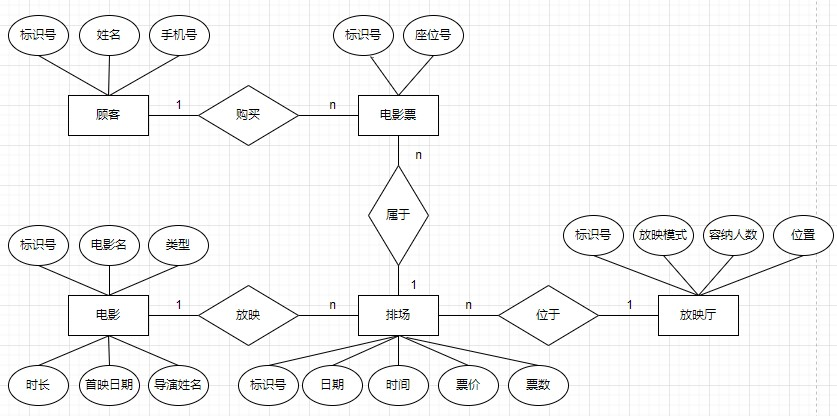 标识号
姓名
手机号
标识号
座位号
顾客
1
购买
n
电影票
n
属于
标识号
电影名
类型
标识号
放映模式
容纳人数
位置
1
电影
1
放映
n
排场
n
位于
1
放映厅
时长
首映日期
导演姓名
标识号
日期
时间
票价
票数